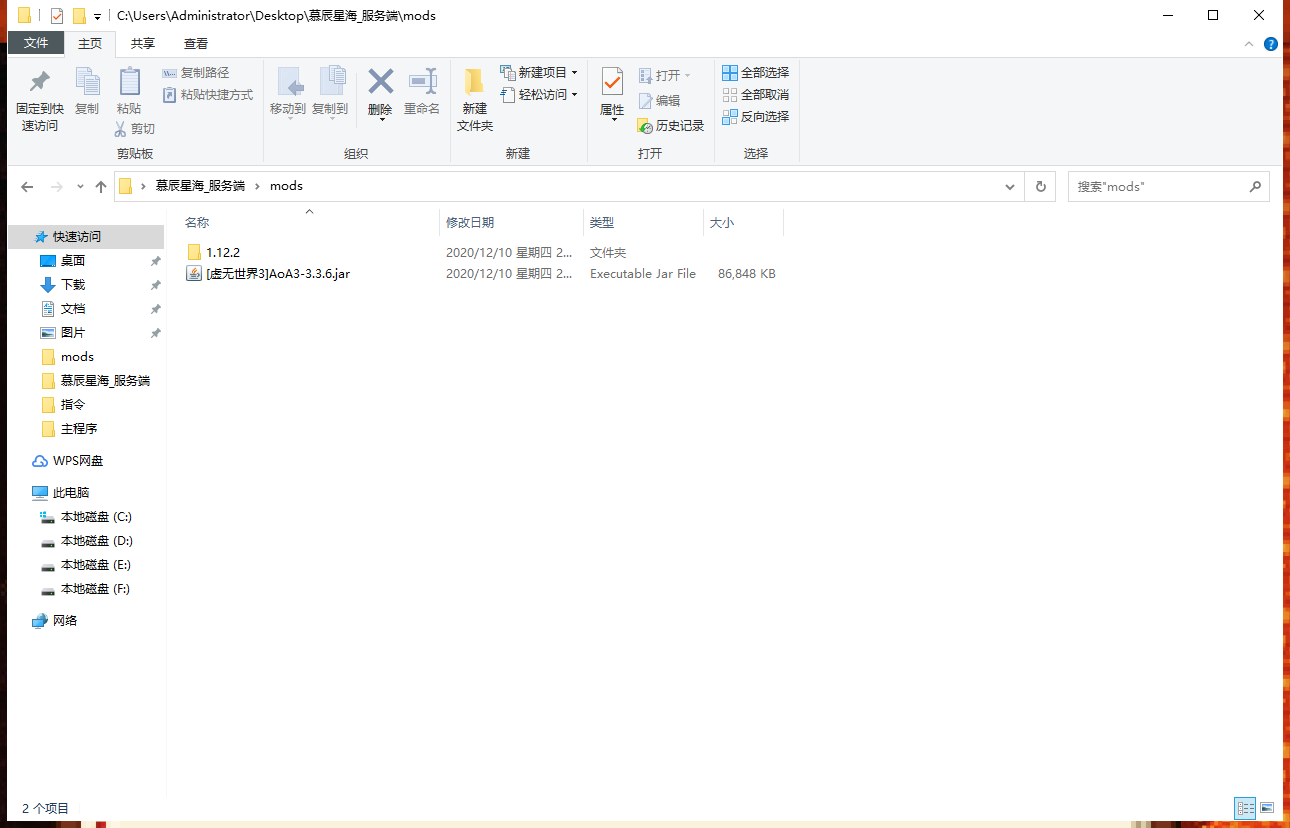 C:\Users\Administrator\Desktop\慕辰星海_服务端\mods
文件 主页 共享 查看
固定到快速访问
复制
粘贴
复制路径
粘贴快捷方式
剪切
剪贴板
移动到
复制到
删除
重命名
组织
新建文件夹
新建项目
轻松访问
新建
属性
打开
编辑
历史记录
打开
全部选择
全部取消
反向选择
选择
慕辰星海_服务端 › mods
搜索"mods"
名称 修改日期 类型 大小
1.12.2 2020/12/10 星期四 2... 文件夹
[虚无世界3]AoA3-3.3.6.jar 2020/12/10 星期四 2... Executable Jar File 86,848 KB
快速访问
桌面
下载
文档
图片
mods
慕辰星海_服务端
指令
主程序
WPS网盘
此电脑
本地磁盘 (C:)
本地磁盘 (D:)
本地磁盘 (E:)
本地磁盘 (F:)
网络
2 个项目